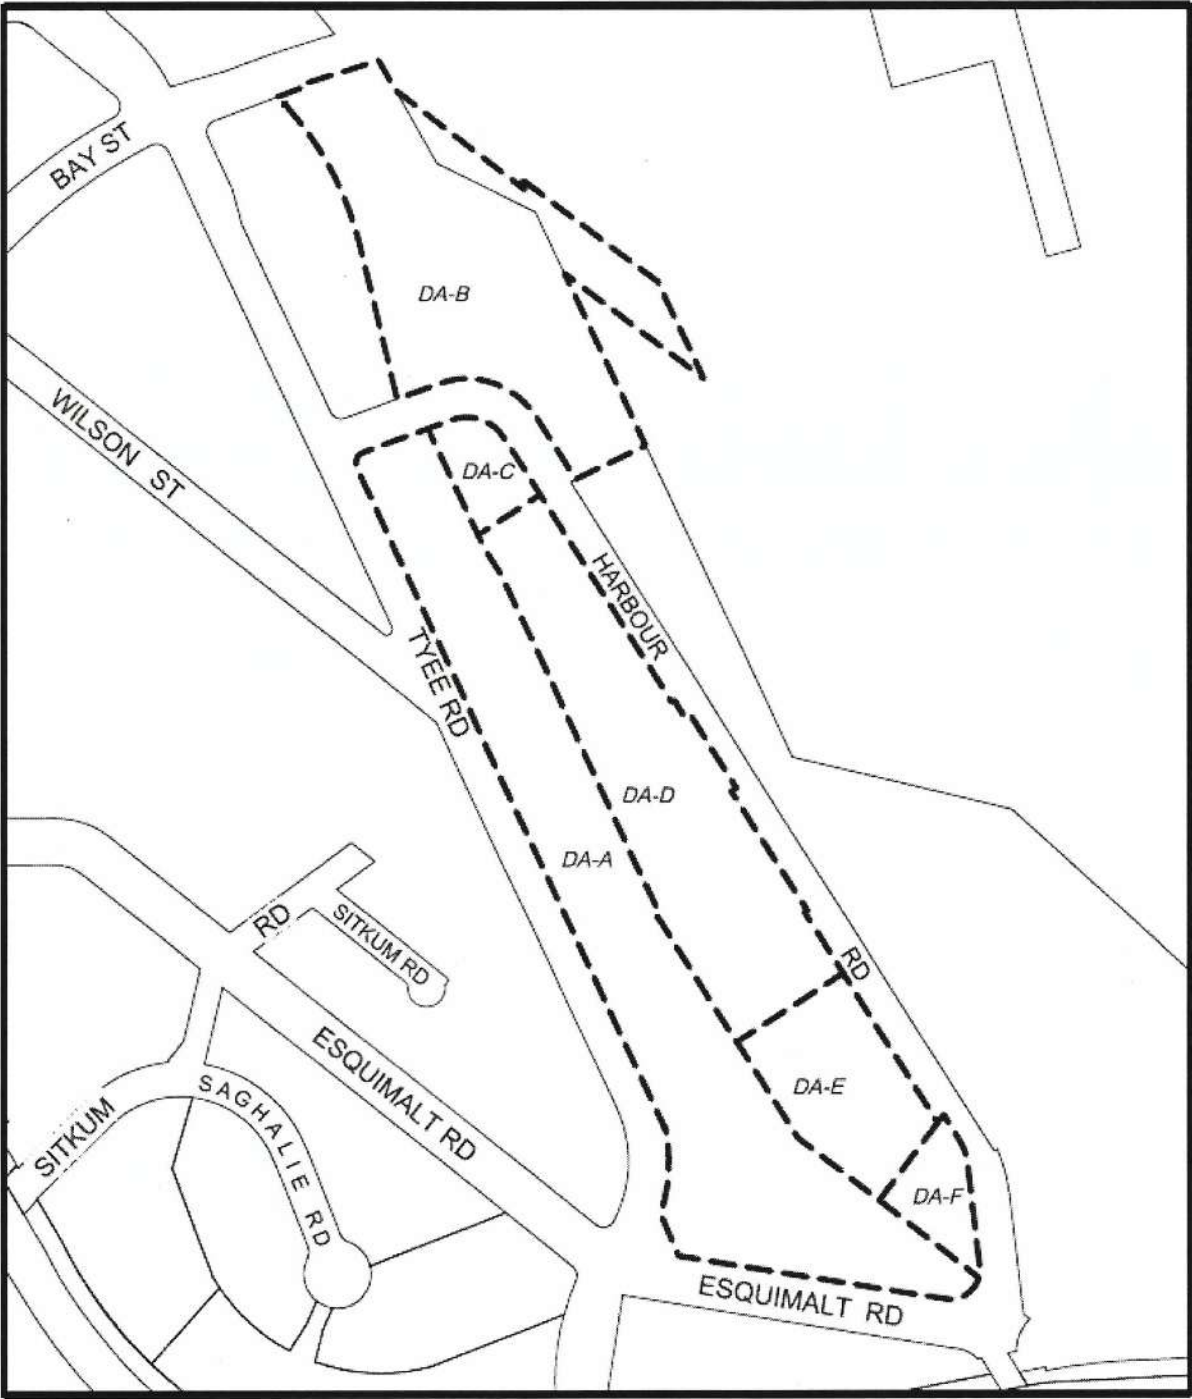 BAY ST
DA-B
WILSON ST
DA-C
HARBOUR
TYEE RD
DA-D
DA-A
RD
SITKUM RD
RD
ESQUIMALT RD
DA-E
SAGHALIE RD
SITKUM
DA-F
ESQUIMALT RD